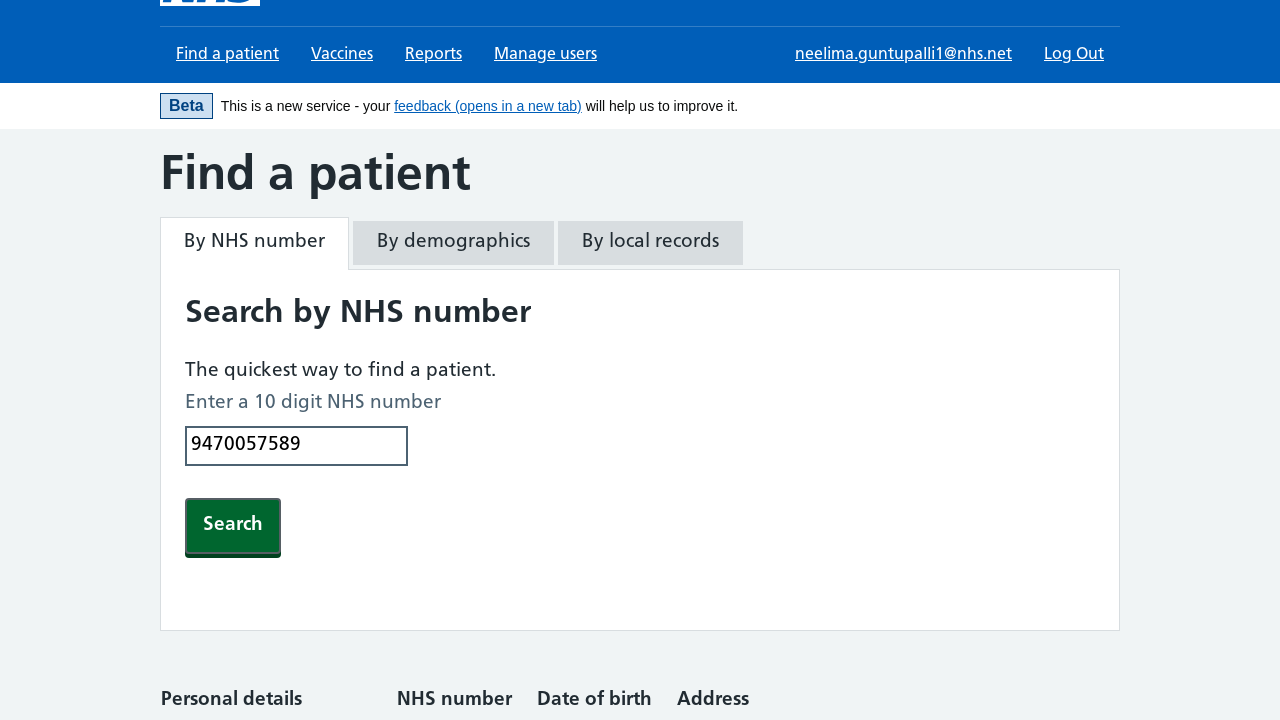 Find a patient Vaccines Reports Manage users neelima.guntupalli1@nhs.net Log Out
Beta This is a new service - your feedback (opens in a new tab) will help us to improve it.
Find a patient
By NHS number By demographics By local records
Search by NHS number
The quickest way to find a patient.
Enter a 10 digit NHS number
9470057589
Search
Personal details NHS number Date of birth Address